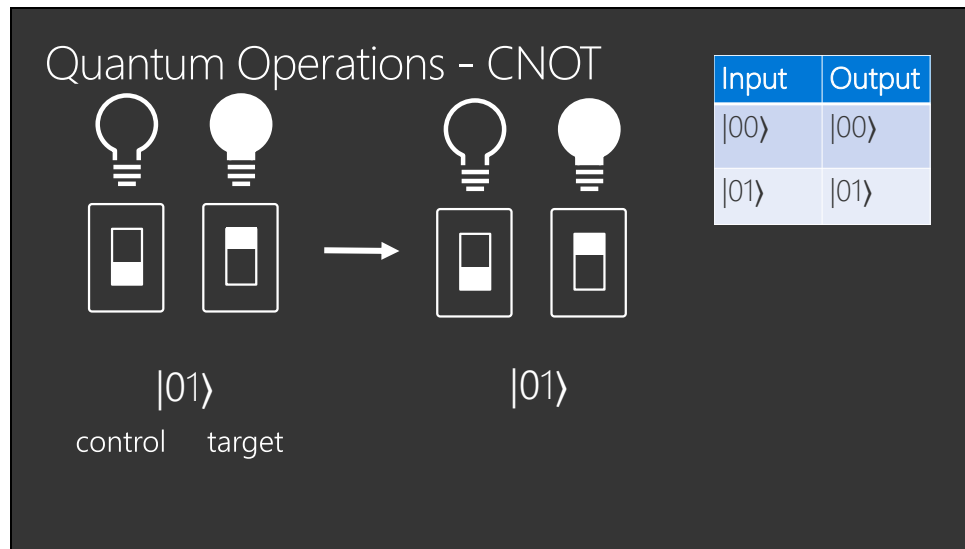 Quantum Operations - CNOT
Input Output
|00⟩ |00⟩
|01⟩ |01⟩
|01⟩ |01⟩
control target